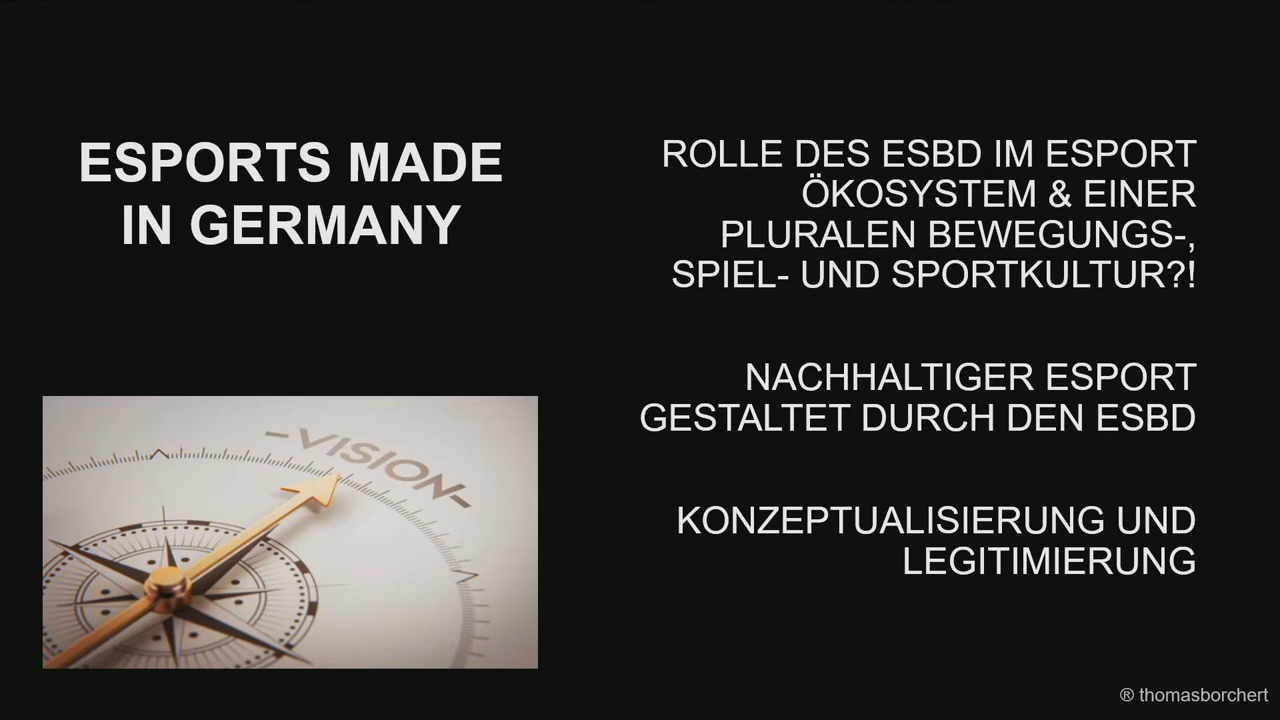 ESPORTS MADE
IN GERMANY
ROLLE DES ESBD IM ESPORT
ÖKOSYSTEM & EINER
PLURALEN BEWEGUNGS-,
SPIEL- UND SPORTKULTUR?!
NACHHALTIGER ESPORT
GESTALTET DURCH DEN ESBD
KONZEPTUALISIERUNG UND
LEGITIMIERUNG
-VISION-
® thomasborchert